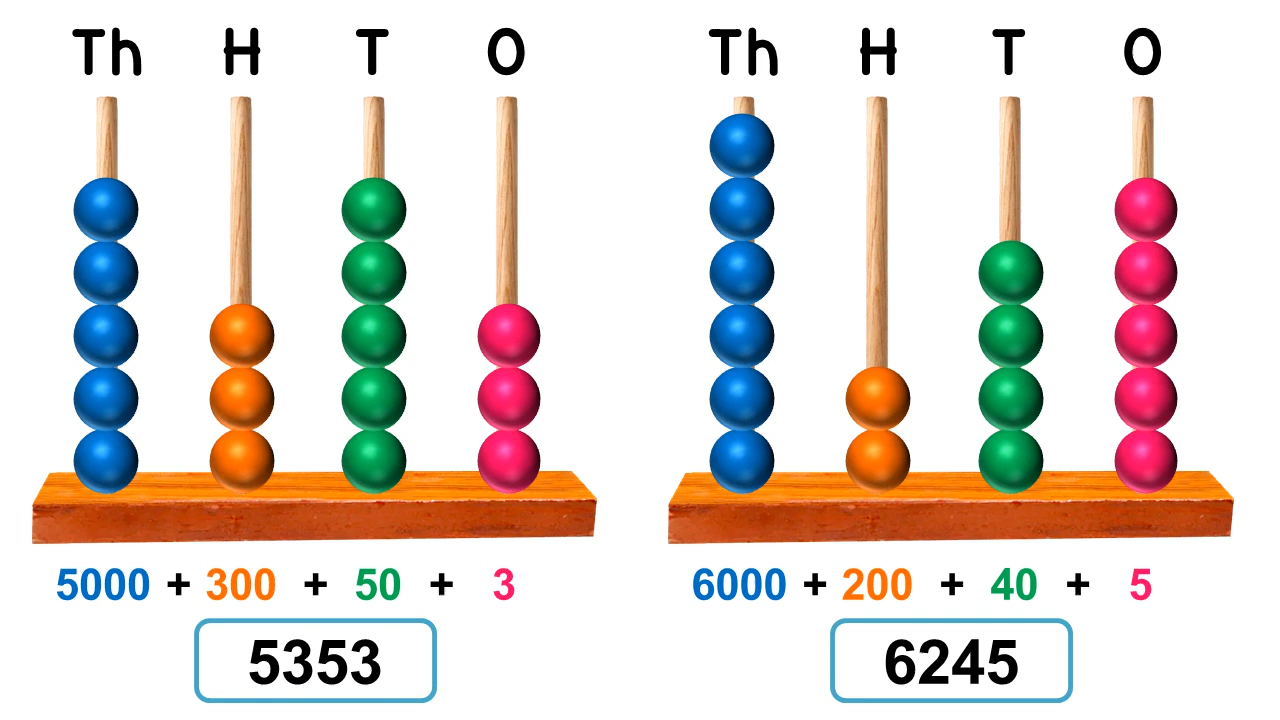 Th H T O
5000 + 300 + 50 + 3
5353
Th H T O
6000 + 200 + 40 + 5
6245